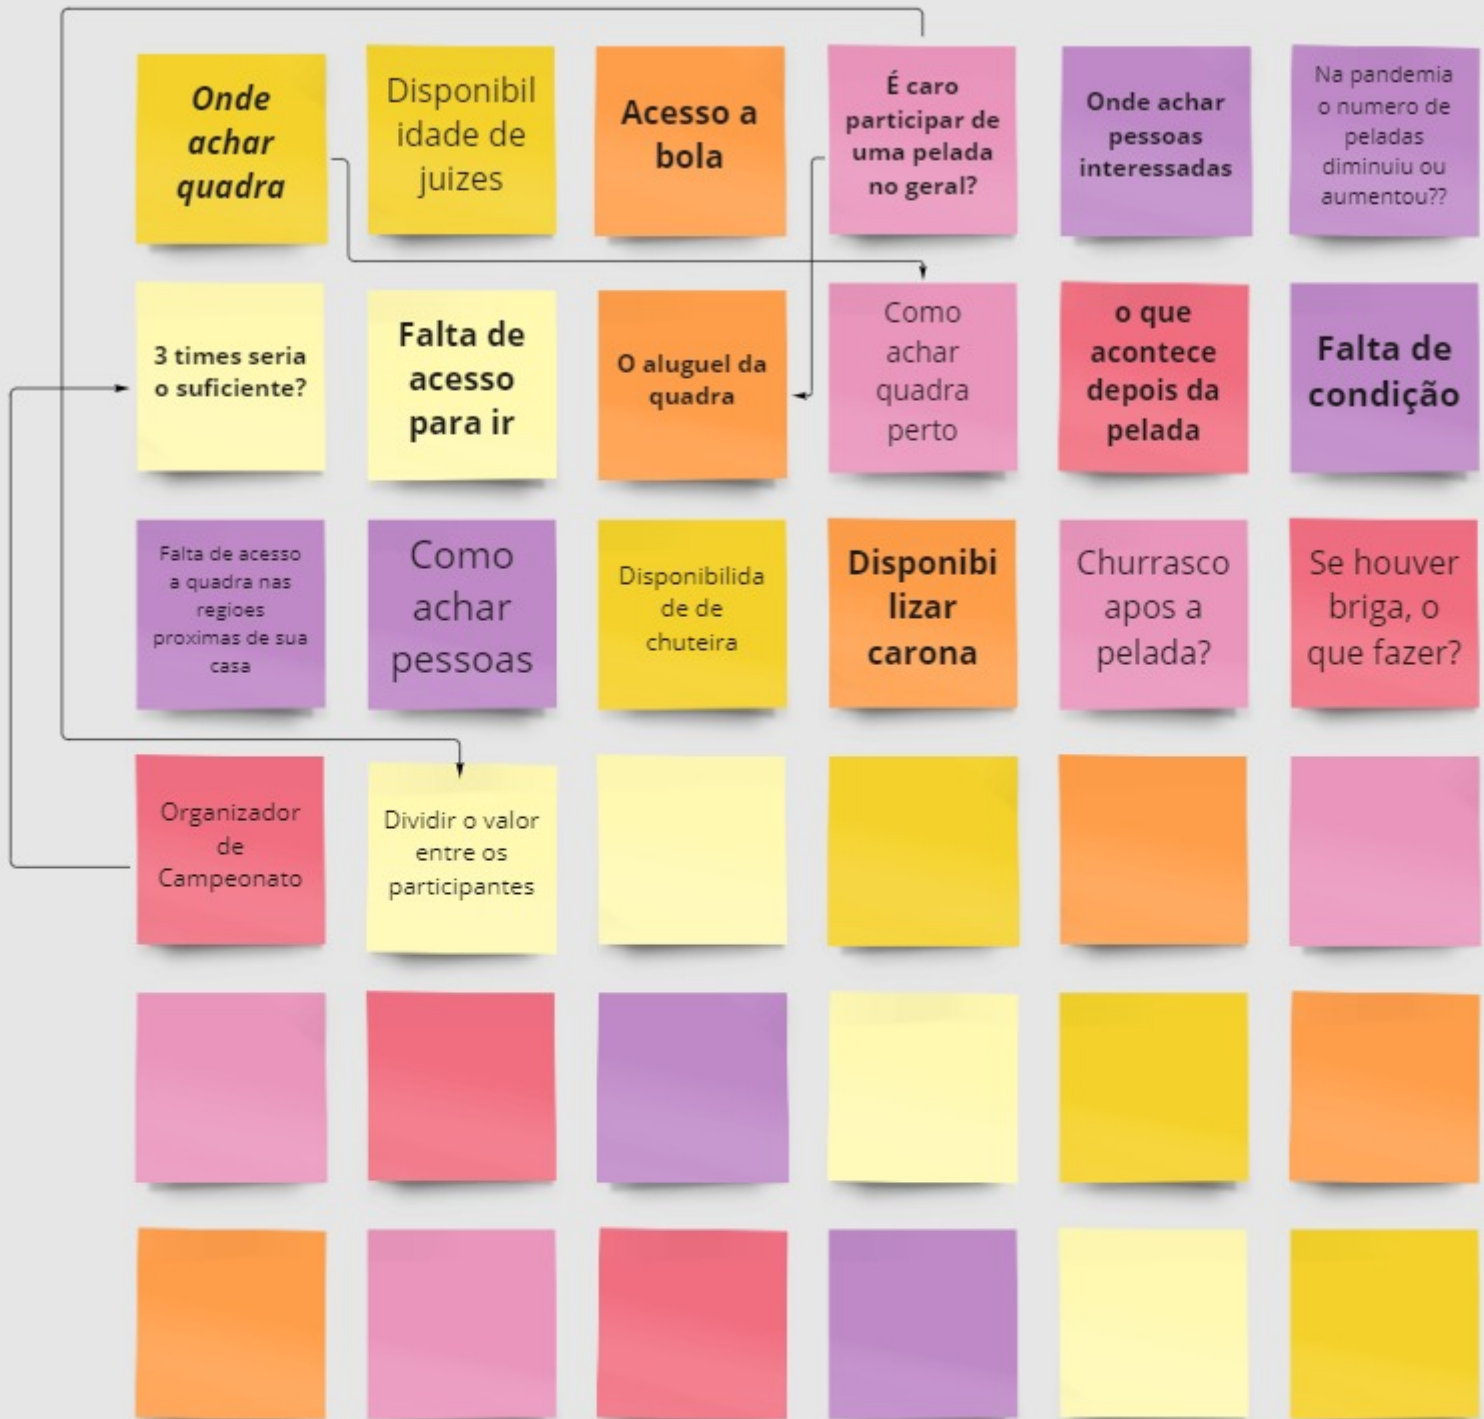 Onde
achar
quadra
Disponibil
idade de
juizes
Acesso a
bola
É caro
participar de
uma pelada
no geral?
Onde achar
pessoas
interessadas
Na pandemia
o numero de
peladas
diminuiu ou
aumentou??
3 times seria
o suficiente?
Falta de
acesso
para ir
O aluguel da
quadra
Como
achar
quadra
perto
o que
acontece
depois da
pelada
Falta de
condição
Falta de acesso
a quadra nas
regioes
proximas de sua
casa
Como
achar
pessoas
Disponibilida
de de
chuteira
Disponibi
lizar
carona
Churrasco
apos a
pelada?
Se houver
briga, o
que fazer?
Organizador
de
Campeonato
Dividir o valor
entre os
participantes